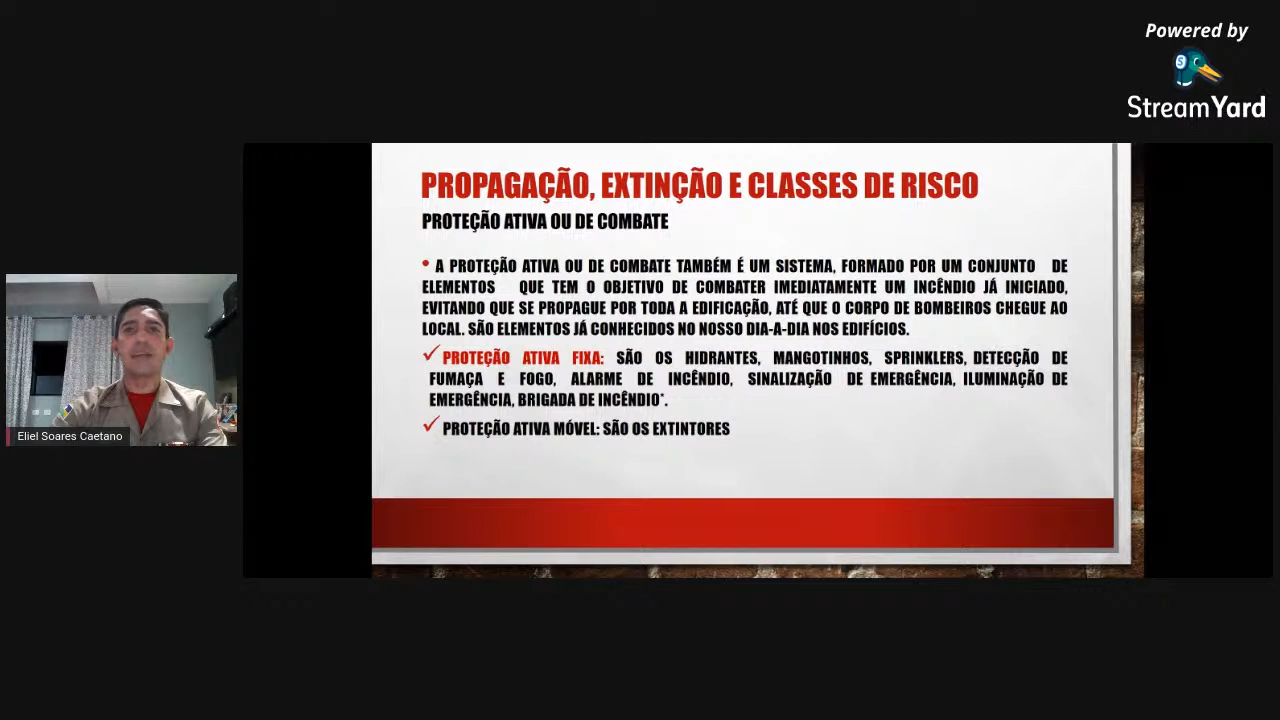 Powered by
StreamYard
PROPAGAÇÃO, EXTINÇÃO E CLASSES DE RISCO
PROTEÇÃO ATIVA OU DE COMBATE
• A PROTEÇÃO ATIVA OU DE COMBATE TAMBÉM É UM SISTEMA, FORMADO POR UM CONJUNTO DE
ELEMENTOS QUE TEM O OBJETIVO DE COMBATER IMEDIATAMENTE UM INCÊNDIO JÁ INICIADO,
EVITANDO QUE SE PROPAGUE POR TODA A EDIFICAÇÃO, ATÉ QUE O CORPO DE BOMBEIROS CHEGUE AO
LOCAL. SÃO ELEMENTOS JÁ CONHECIDOS NO NOSSO DIA-A-DIA NOS EDIFÍCIOS.
✓ PROTEÇÃO ATIVA FIXA: SÃO OS HIDRANTES, MANGOTINHOS, SPRINKLERS, DETECÇÃO DE
FUMAÇA E FOGO, ALARME DE INCÊNDIO, SINALIZAÇÃO DE EMERGÊNCIA, ILUMINAÇÃO DE
EMERGÊNCIA, BRIGADA DE INCÊNDIO*.
✓ PROTEÇÃO ATIVA MÓVEL: SÃO OS EXTINTORES
Eliel Soares Caetano